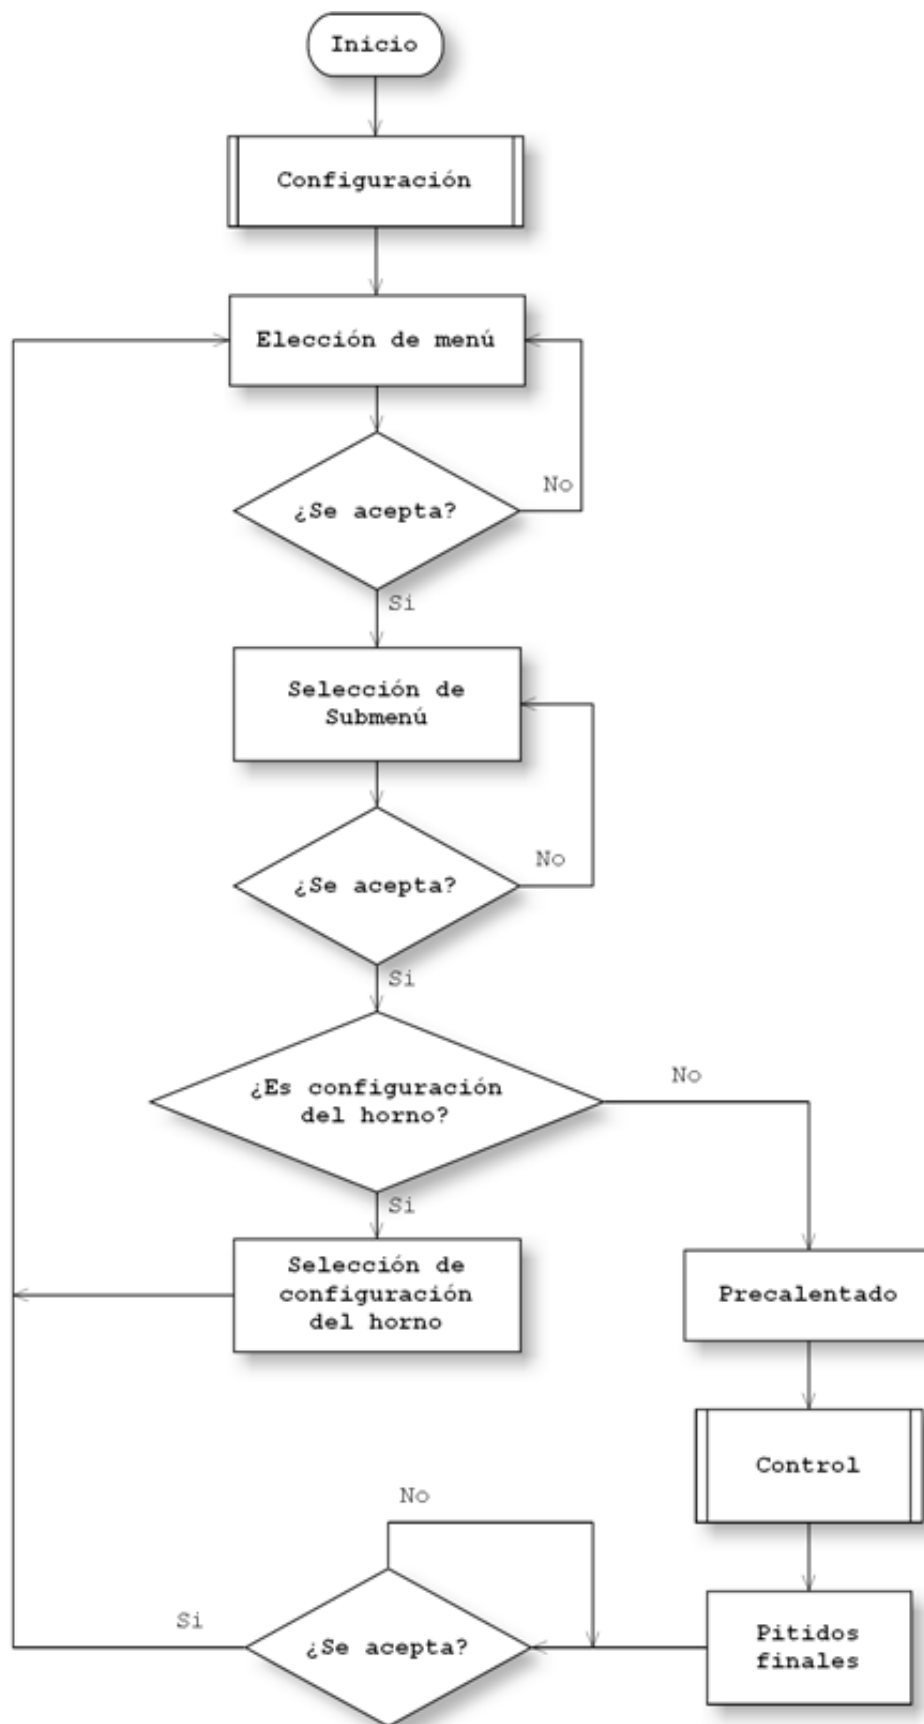 Inicio
Configuración
Elección de menú
No
¿Se acepta?
Si
Selección de
Submenú
No
¿Se acepta?
Si
¿Es configuración
del horno?
No
Si
Selección de
configuración
del horno
Precalentado
Control
No
Si
¿Se acepta?
Pitidos
finales